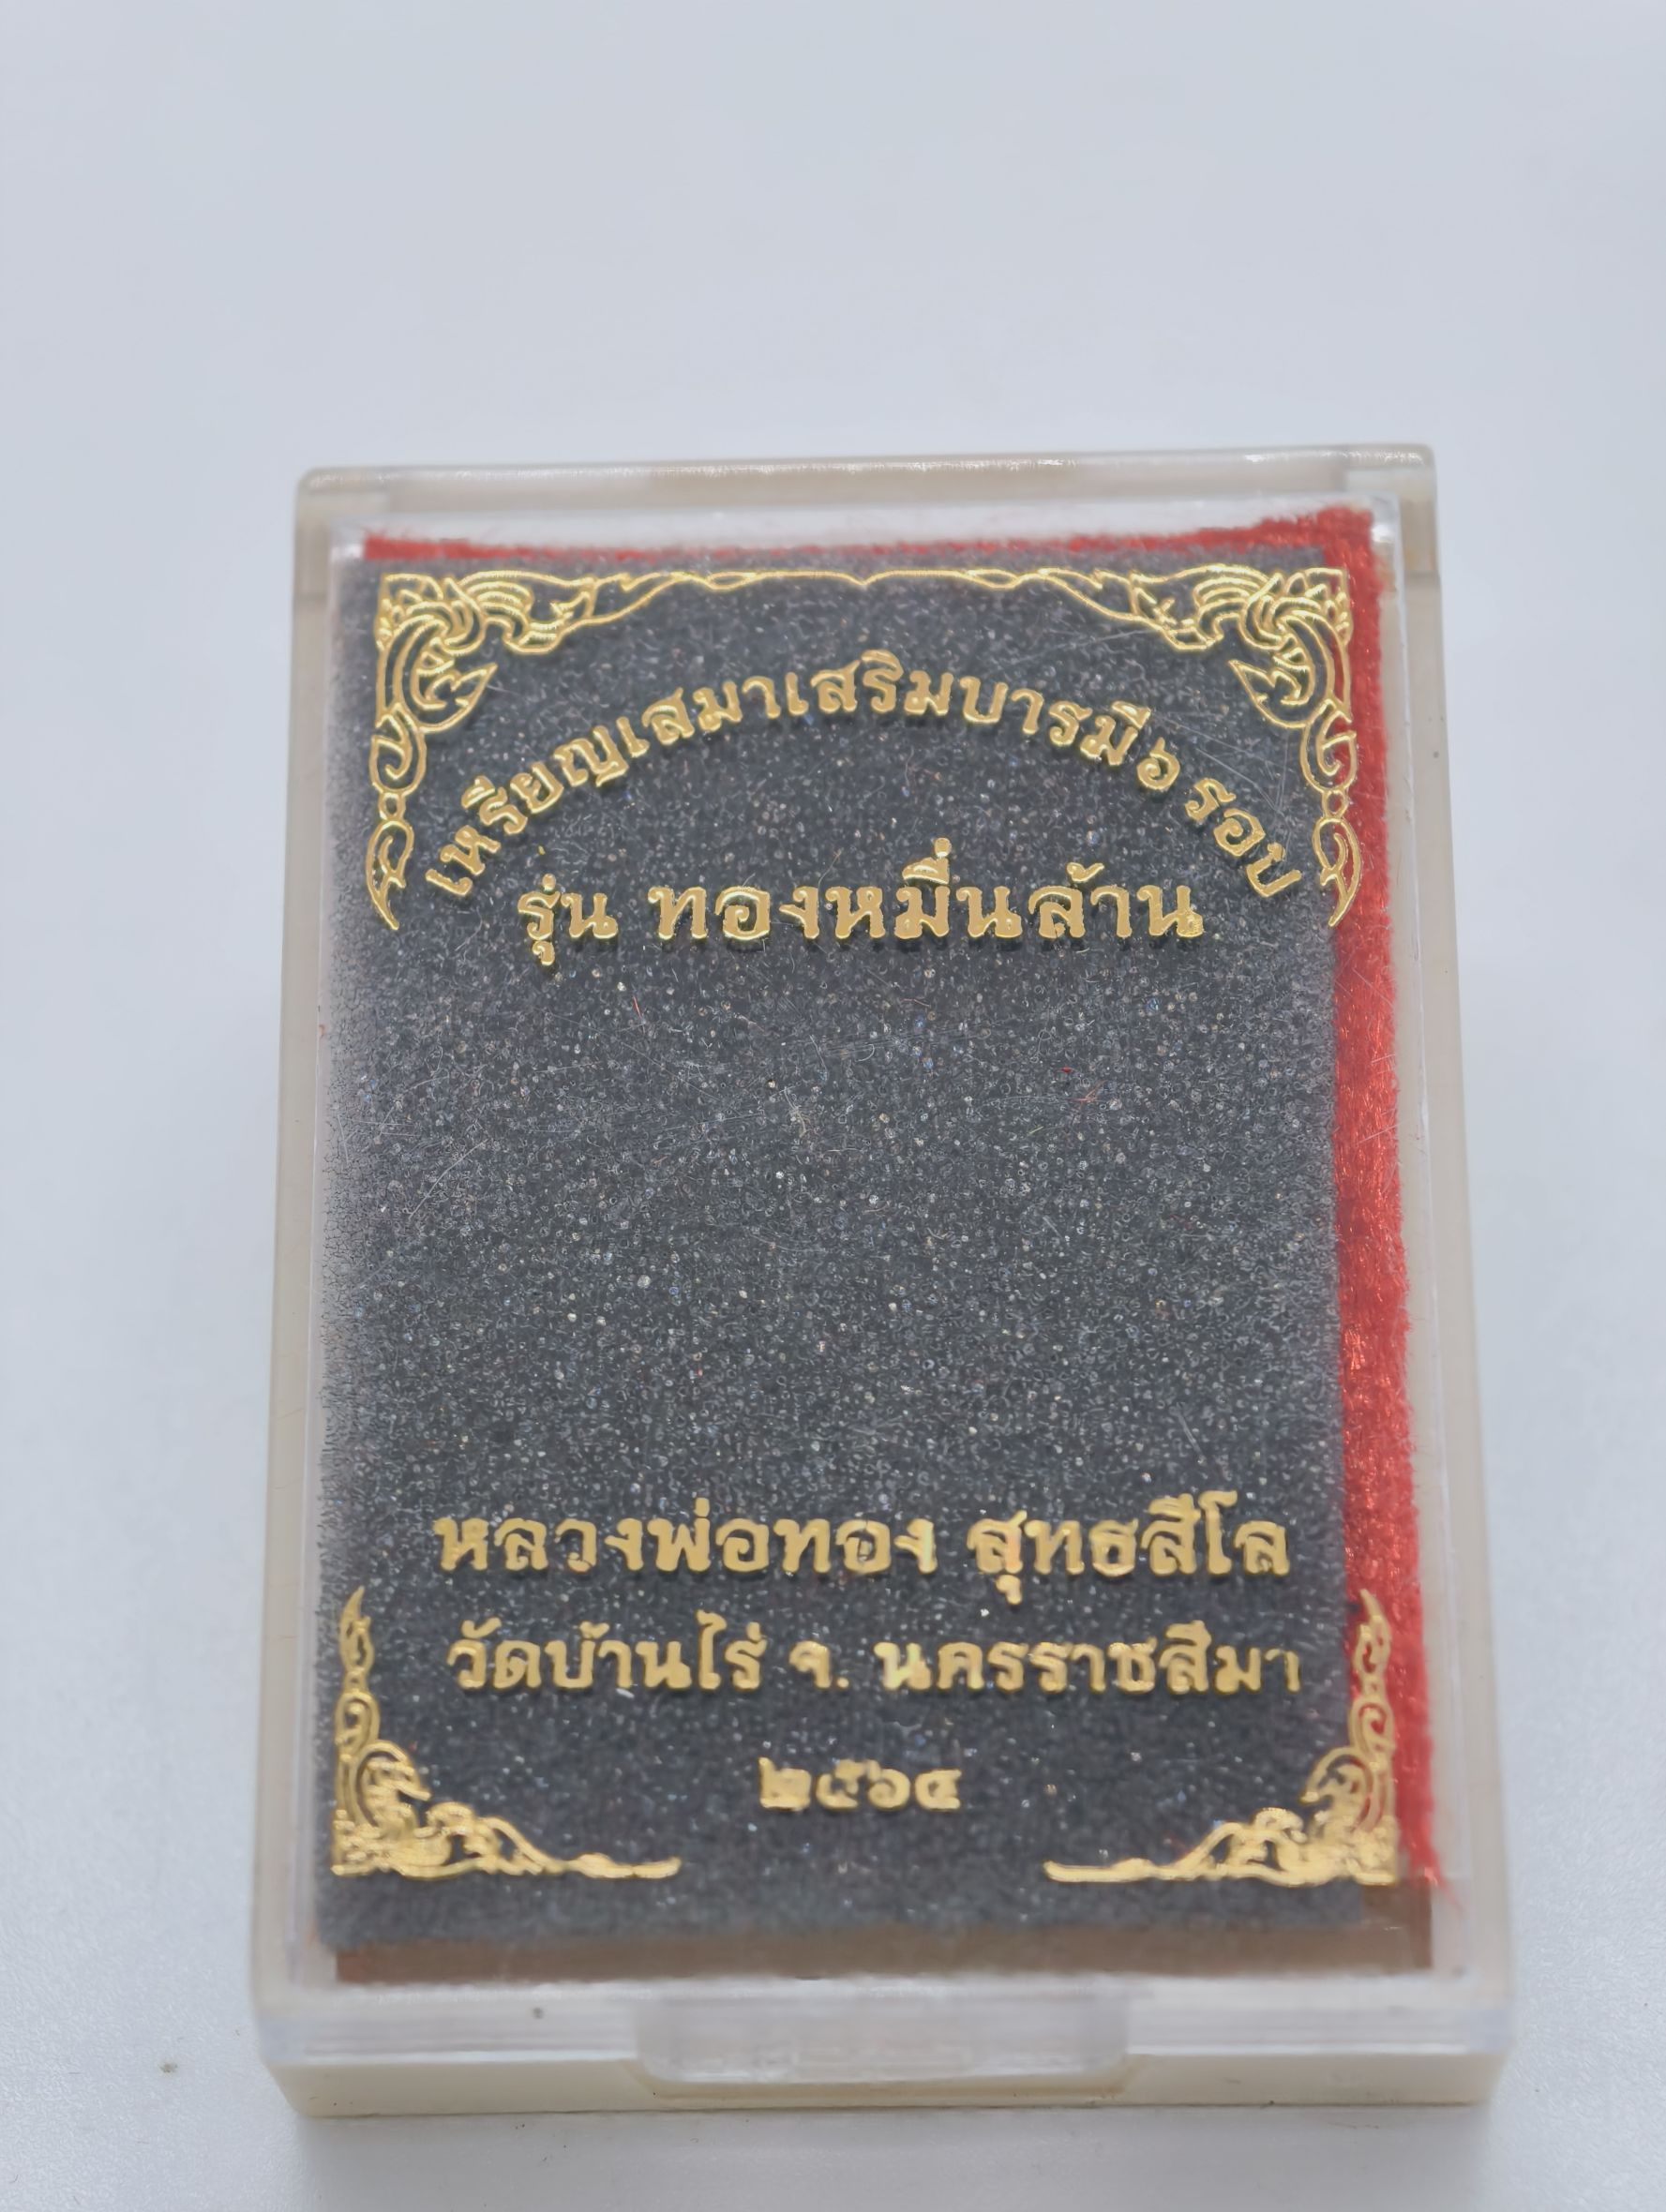 เหรียญเสมาเสริมบารมี๖ รอบ
รุ่น ทองหมื่นล้าน
หลวงพ่อทอง สุทธสีโล
วัดบ้านไร่ จ. นครราชสีมา
๒๕๖๔